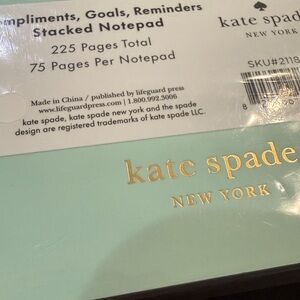 mpliments, Goals, Reminders
Stacked Notepad
225 Pages Total
75 Pages Per Notepad
Made in China / published by lifeguard press
www.lifeguardpress.com | 1.800.992.3006
kate spade, kate spade new york and the spade
design are registered trademarks of kate spade LLC.
kate spad
NEW YORK
SKU#2118
kate spade
NEW YORK